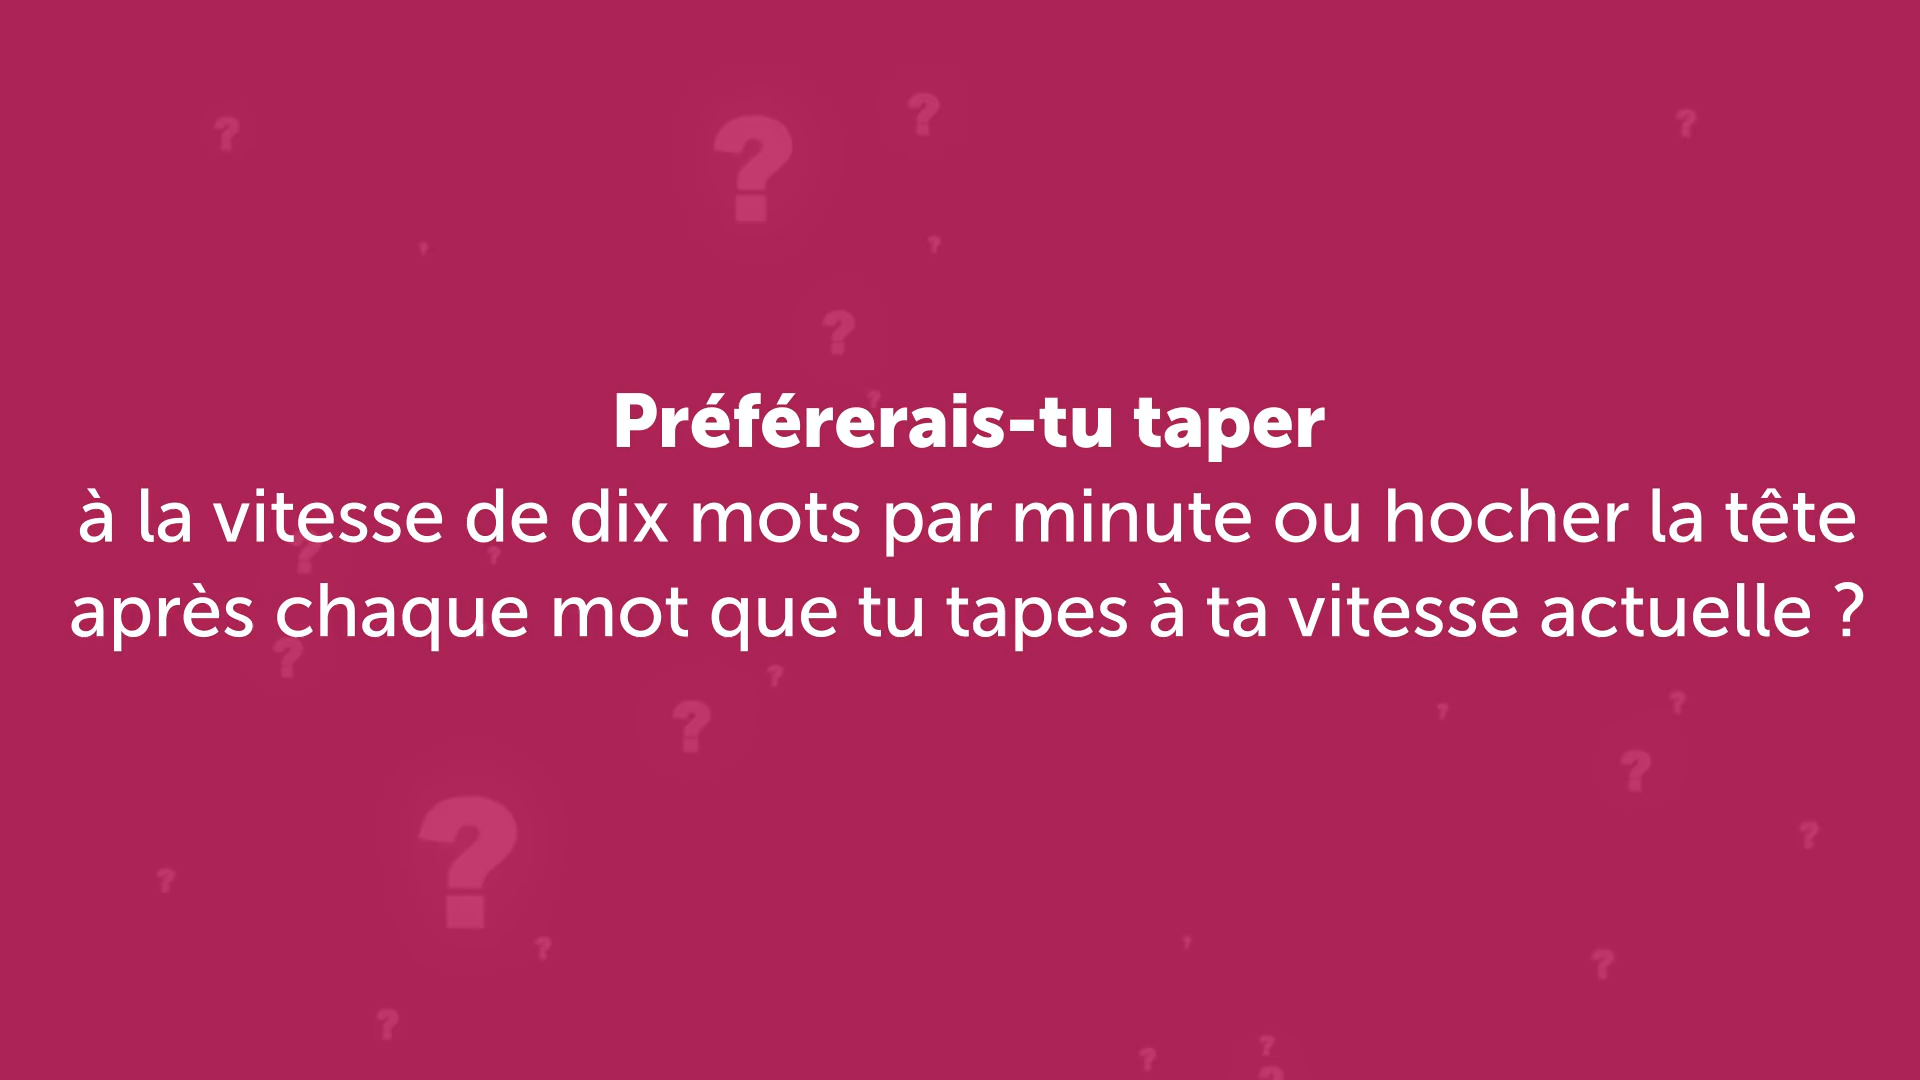 Préférerais-tu taper
à la vitesse de dix mots par minute ou hocher la tête
après chaque mot que tu tapes à ta vitesse actuelle ?